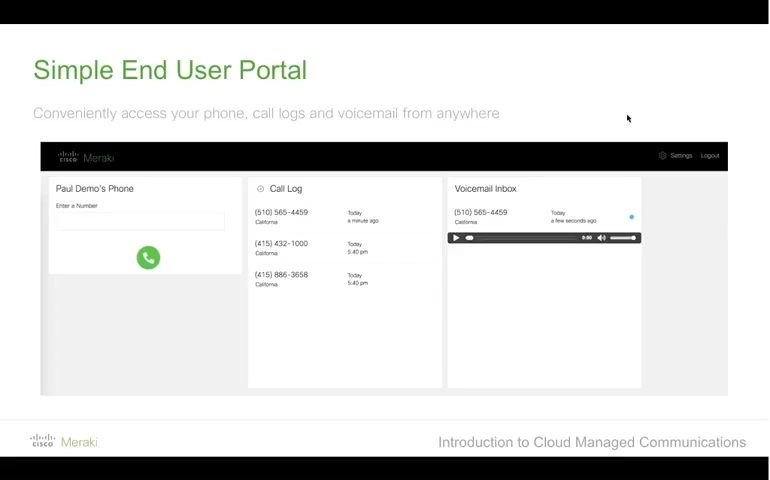 Simple End User Portal
Conveniently access your phone, call logs and voicemail from anywhere
CISCO Meraki
Settings Logout
Paul Demo's Phone
Enter a Number
Call Log
(510) 565-4459 Today
California a minute ago
(415) 432-1000 Today
California 5:40 pm
(415) 886-3658 Today
California 5:40 pm
Voicemail Inbox
(510) 565-4459 Today
California a few seconds ago
0:00
CISCO Meraki
Introduction to Cloud Managed Communications